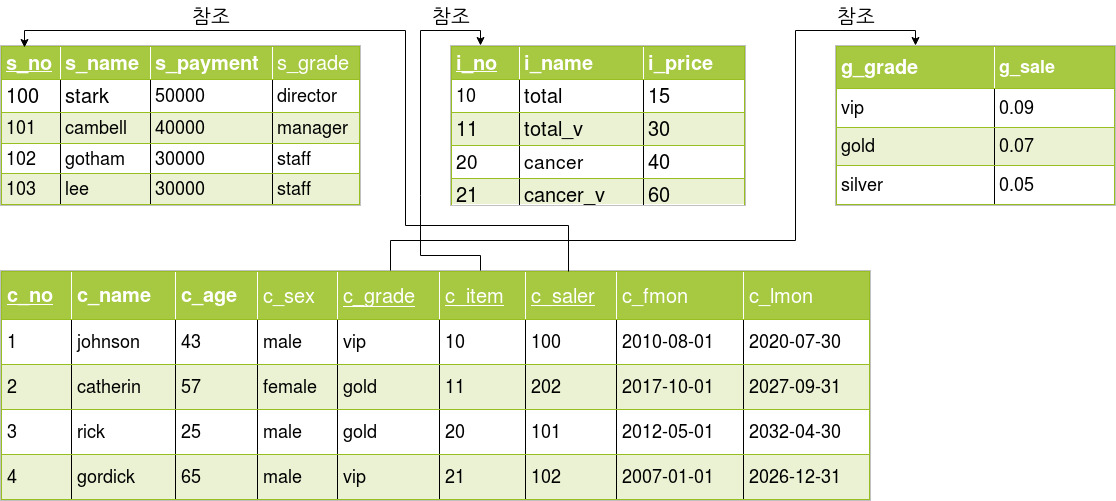 참조 참조 참조
s_no s_name s_payment s_grade
100 stark 50000 director
101 cambell 40000 manager
102 gotham 30000 staff
103 lee 30000 staff
i_no i_name i_price
10 total 15
11 total_v 30
20 cancer 40
21 cancer_v 60
g_grade g_sale
vip 0.09
gold 0.07
silver 0.05
c_no c_name c_age c_sex c_grade c_item c_saler c_fmon c_lmon
1 johnson 43 male vip 10 100 2010-08-01 2020-07-30
2 catherin 57 female gold 11 202 2017-10-01 2027-09-31
3 rick 25 male gold 20 101 2012-05-01 2032-04-30
4 gordick 65 male vip 21 102 2007-01-01 2026-12-31